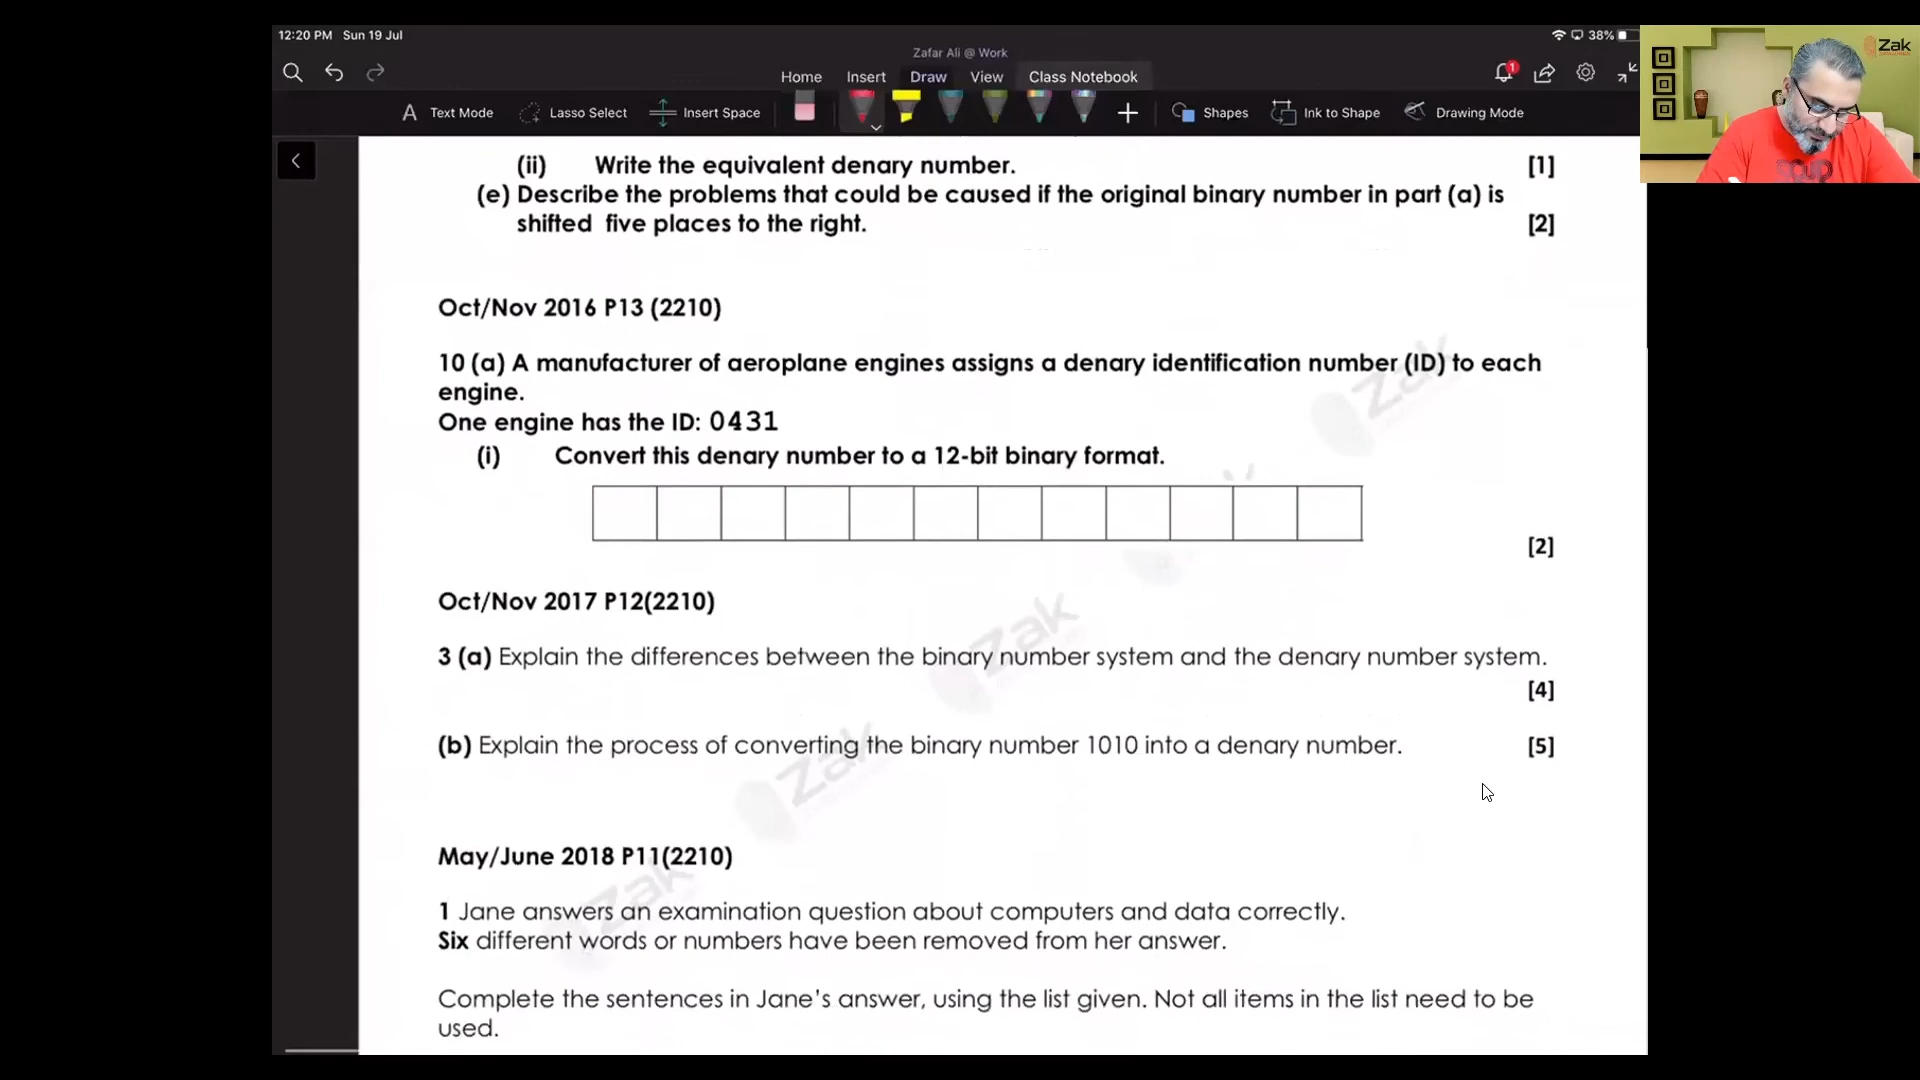 12:20 PM Sun 19 Jul
38%
Zafar Ali @ Work
Home Insert Draw View Class Notebook
1
Text Mode Lasso Select Insert Space Shapes Ink to Shape Drawing Mode
Zak
(ii) Write the equivalent denary number. [1]
(e) Describe the problems that could be caused if the original binary number in part (a) is
shifted five places to the right. [2]
Oct/Nov 2016 P13 (2210)
10 (a) A manufacturer of aeroplane engines assigns a denary identification number (ID) to each
engine.
One engine has the ID: 0431
(i) Convert this denary number to a 12-bit binary format.
[2]
Oct/Nov 2017 P12(2210)
3 (a) Explain the differences between the binary number system and the denary number system.
[4]
(b) Explain the process of converting the binary number 1010 into a denary number. [5]
May/June 2018 P11(2210)
1 Jane answers an examination question about computers and data correctly.
Six different words or numbers have been removed from her answer.
Complete the sentences in Jane's answer, using the list given. Not all items in the list need to be
used.
Zak
Zak
Zak
Zak